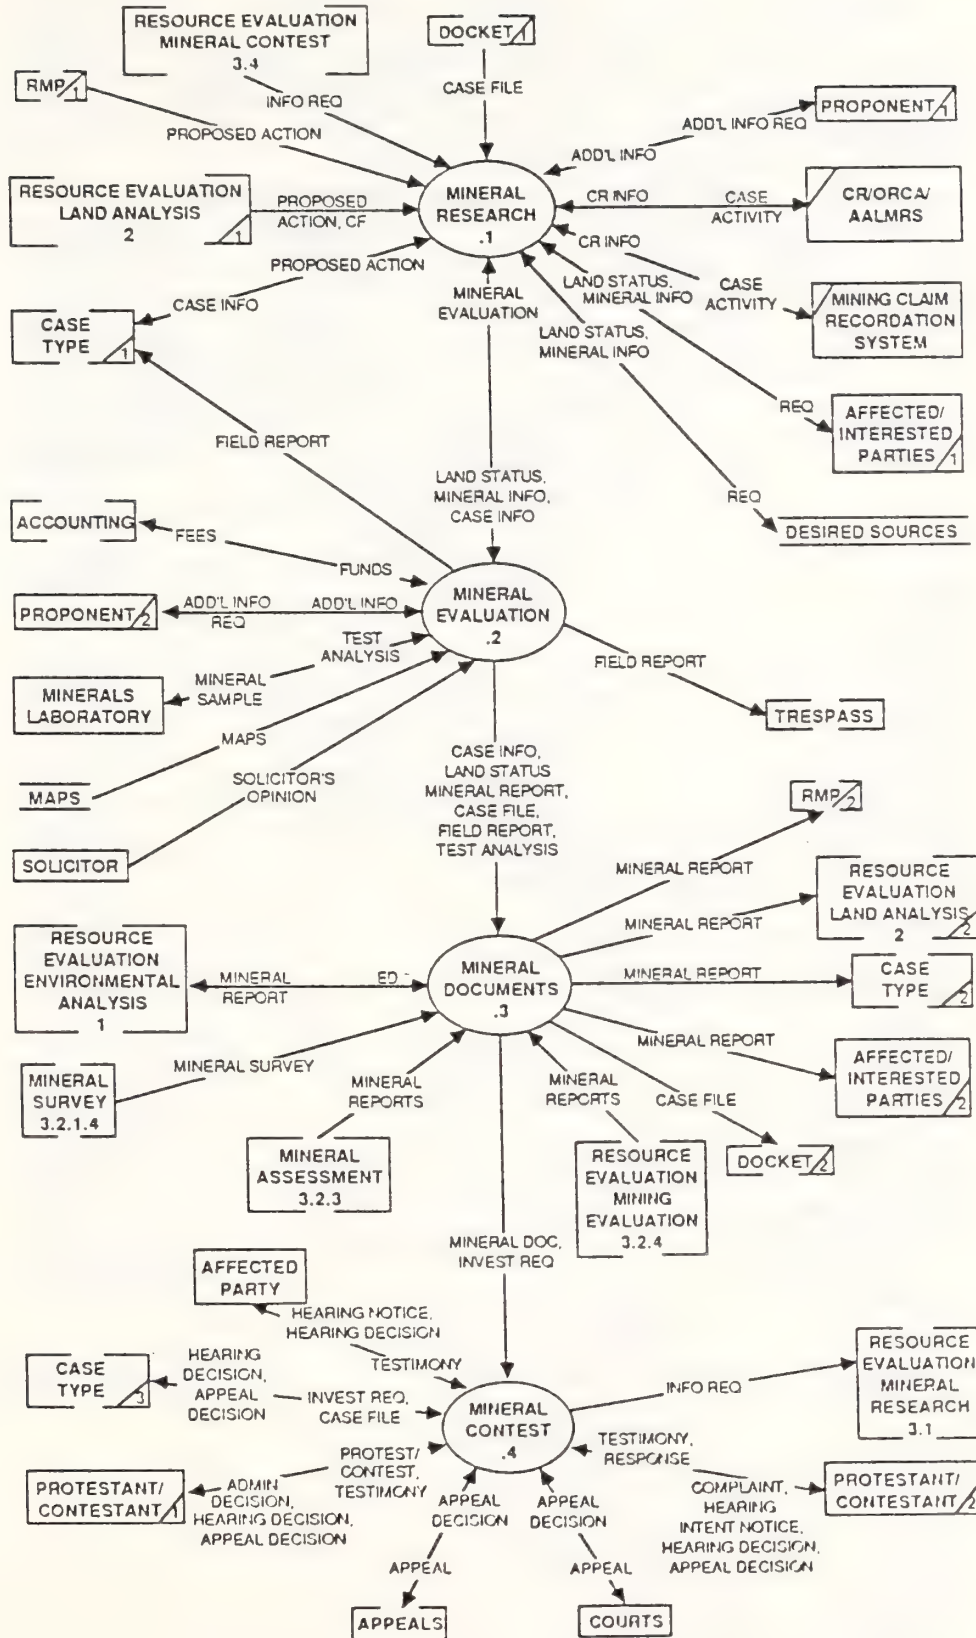 RESOURCE EVALUATION
MINERAL CONTEST
3.4
DOCKET 1
RMP 1
INFO REQ
CASE FILE
PROPONENT 1
PROPOSED ACTION
ADD'L INFO REQ
ADD'L INFO
RESOURCE EVALUATION
LAND ANALYSIS
2
1
PROPOSED
ACTION, CF
MINERAL
RESEARCH
.1
CR INFO
CASE
ACTIVITY
CR/ORCA/
AALMRS
PROPOSED ACTION
CASE INFO
CASE
TYPE
1
MINERAL
EVALUATION
CR INFO
CASE
ACTIVITY
MINING CLAIM
RECORDATION
SYSTEM
LAND STATUS,
MINERAL INFO
LAND STATUS,
MINERAL INFO
REQ
AFFECTED/
INTERESTED
PARTIES
1
FIELD REPORT
LAND STATUS,
MINERAL INFO,
CASE INFO
REQ
DESIRED SOURCES
ACCOUNTING
FEES
FUNDS
PROPONENT 2
ADD'L INFO
REQ
ADD'L INFO
MINERAL
EVALUATION
.2
TEST
ANALYSIS
MINERAL
SAMPLE
MINERALS
LABORATORY
FIELD REPORT
TRESPASS
MAPS
MAPS
SOLICITOR'S
OPINION
SOLICITOR
CASE INFO,
LAND STATUS
MINERAL REPORT,
CASE FILE,
FIELD REPORT,
TEST ANALYSIS
RMP 2
MINERAL REPORT
RESOURCE
EVALUATION
LAND ANALYSIS
2
2
MINERAL REPORT
RESOURCE
EVALUATION
ENVIRONMENTAL
ANALYSIS
1
MINERAL
REPORT
ED
MINERAL
DOCUMENTS
.3
MINERAL REPORT
CASE
TYPE
2
MINERAL REPORT
AFFECTED/
INTERESTED
PARTIES
2
MINERAL SURVEY
MINERAL
SURVEY
3.2.1.4
MINERAL
REPORTS
MINERAL
ASSESSMENT
3.2.3
MINERAL
REPORTS
RESOURCE
EVALUATION
MINING
EVALUATION
3.2.4
CASE FILE
DOCKET 2
MINERAL DOC,
INVEST REQ
AFFECTED
PARTY
HEARING NOTICE,
HEARING DECISION
TESTIMONY
CASE
TYPE
3
HEARING
DECISION,
APPEAL
DECISION
INVEST REQ,
CASE FILE
MINERAL
CONTEST
.4
INFO REQ
RESOURCE
EVALUATION
MINERAL
RESEARCH
3.1
PROTEST/
CONTEST,
TESTIMONY
PROTESTANT/
CONTESTANT 1
ADMIN
DECISION,
HEARING DECISION,
APPEAL DECISION
TESTIMONY,
RESPONSE
COMPLAINT,
HEARING
INTENT NOTICE,
HEARING DECISION,
APPEAL DECISION
PROTESTANT/
CONTESTANT 2
APPEAL
DECISION
APPEAL
APPEALS
APPEAL
DECISION
APPEAL
COURTS